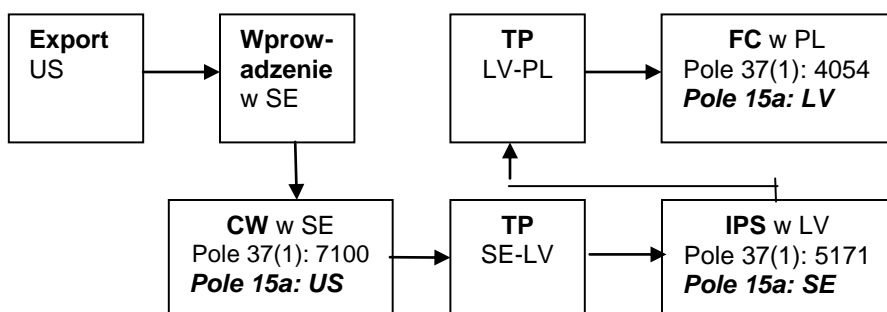 Export
US
Wprow-
adzenie
w SE
TP
LV-PL
FC w PL
Pole 37(1): 4054
Pole 15a: LV
CW w SE
Pole 37(1): 7100
Pole 15a: US
TP
SE-LV
IPS w LV
Pole 37(1): 5171
Pole 15a: SE